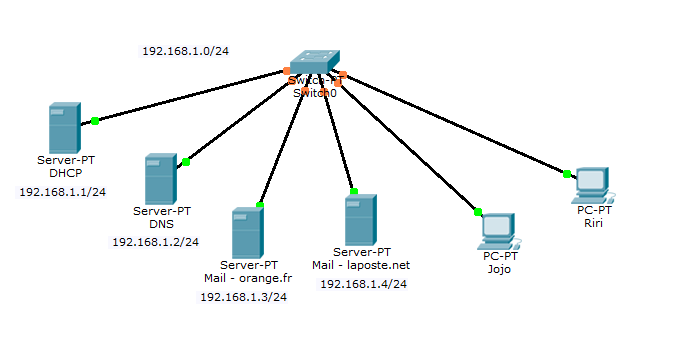 192.168.1.0/24
Switch-PT
Switch0
Server-PT
DHCP
192.168.1.1/24
Server-PT
DNS
192.168.1.2/24
Server-PT
Mail - orange.fr
192.168.1.3/24
Server-PT
Mail - laposte.net
192.168.1.4/24
PC-PT
Jojo
PC-PT
Riri